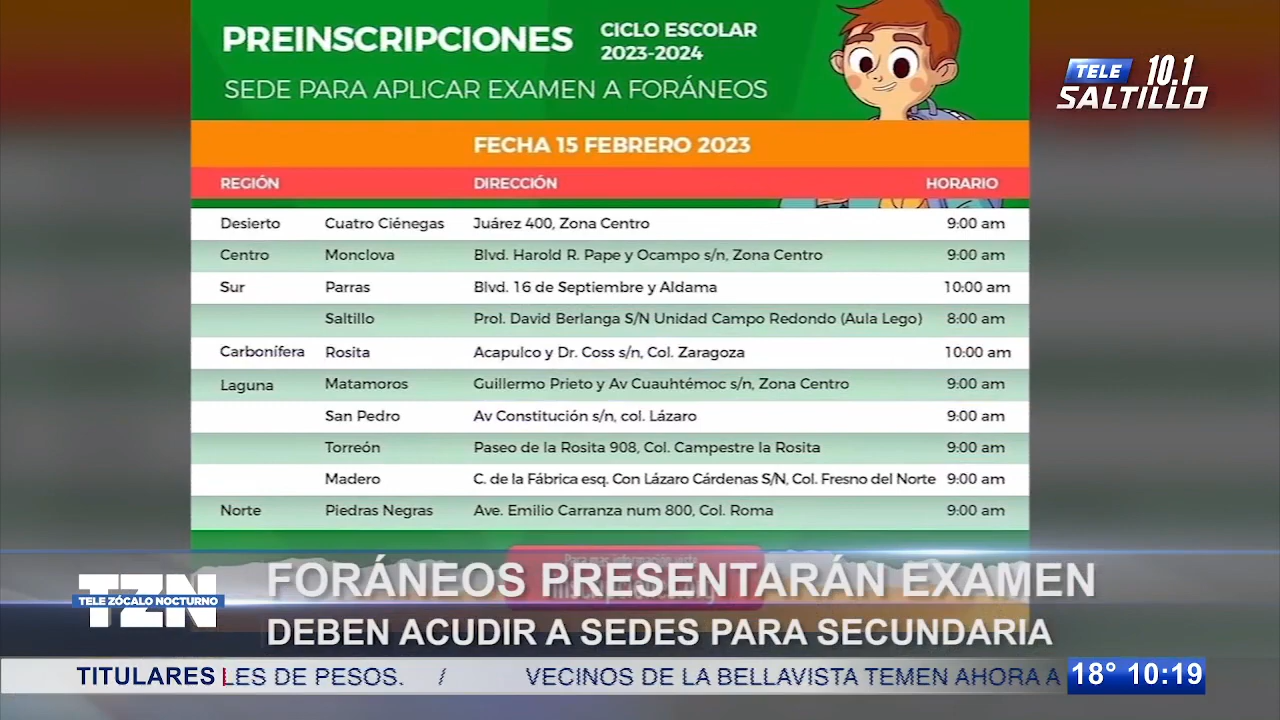 PREINSCRIPCIONES
CICLO ESCOLAR
2023-2024
SEDE PARA APLICAR EXAMEN A FORÁNEOS
TELE 10.1
SALTILLO
FECHA 15 FEBRERO 2023
REGIÓN DIRECCIÓN HORARIO
Desierto Cuatro Ciénegas Juárez 400, Zona Centro 9:00 am
Centro Monclova Blvd. Harold R. Pape y Ocampo s/n, Zona Centro 9:00 am
Sur Parras Blvd. 16 de Septiembre y Aldama 10:00 am
Saltillo Prol. David Berlanga S/N Unidad Campo Redondo (Aula Lego) 8:00 am
Carbonífera Rosita Acapulco y Dr. Coss s/n, Col. Zaragoza 10:00 am
Laguna Matamoros Guillermo Prieto y Av Cuauhtémoc s/n, Zona Centro 9:00 am
San Pedro Av Constitución s/n, col. Lázaro 9:00 am
Torreón Paseo de la Rosita 908, Col. Campestre la Rosita 9:00 am
Madero C. de la Fábrica esq. Con Lázaro Cárdenas S/N, Col. Fresno del Norte 9:00 am
Norte Piedras Negras Ave. Emilio Carranza num 800, Col. Roma 9:00 am
Para más información visita
FORÁNEOS PRESENTARÁN EXAMEN
TZN
TELE ZÓCALO NOCTURNO
DEBEN ACUDIR A SEDES PARA SECUNDARIA
TITULARES LES DE PESOS. / VECINOS DE LA BELLAVISTA TEMEN AHORA A 18° 10:19